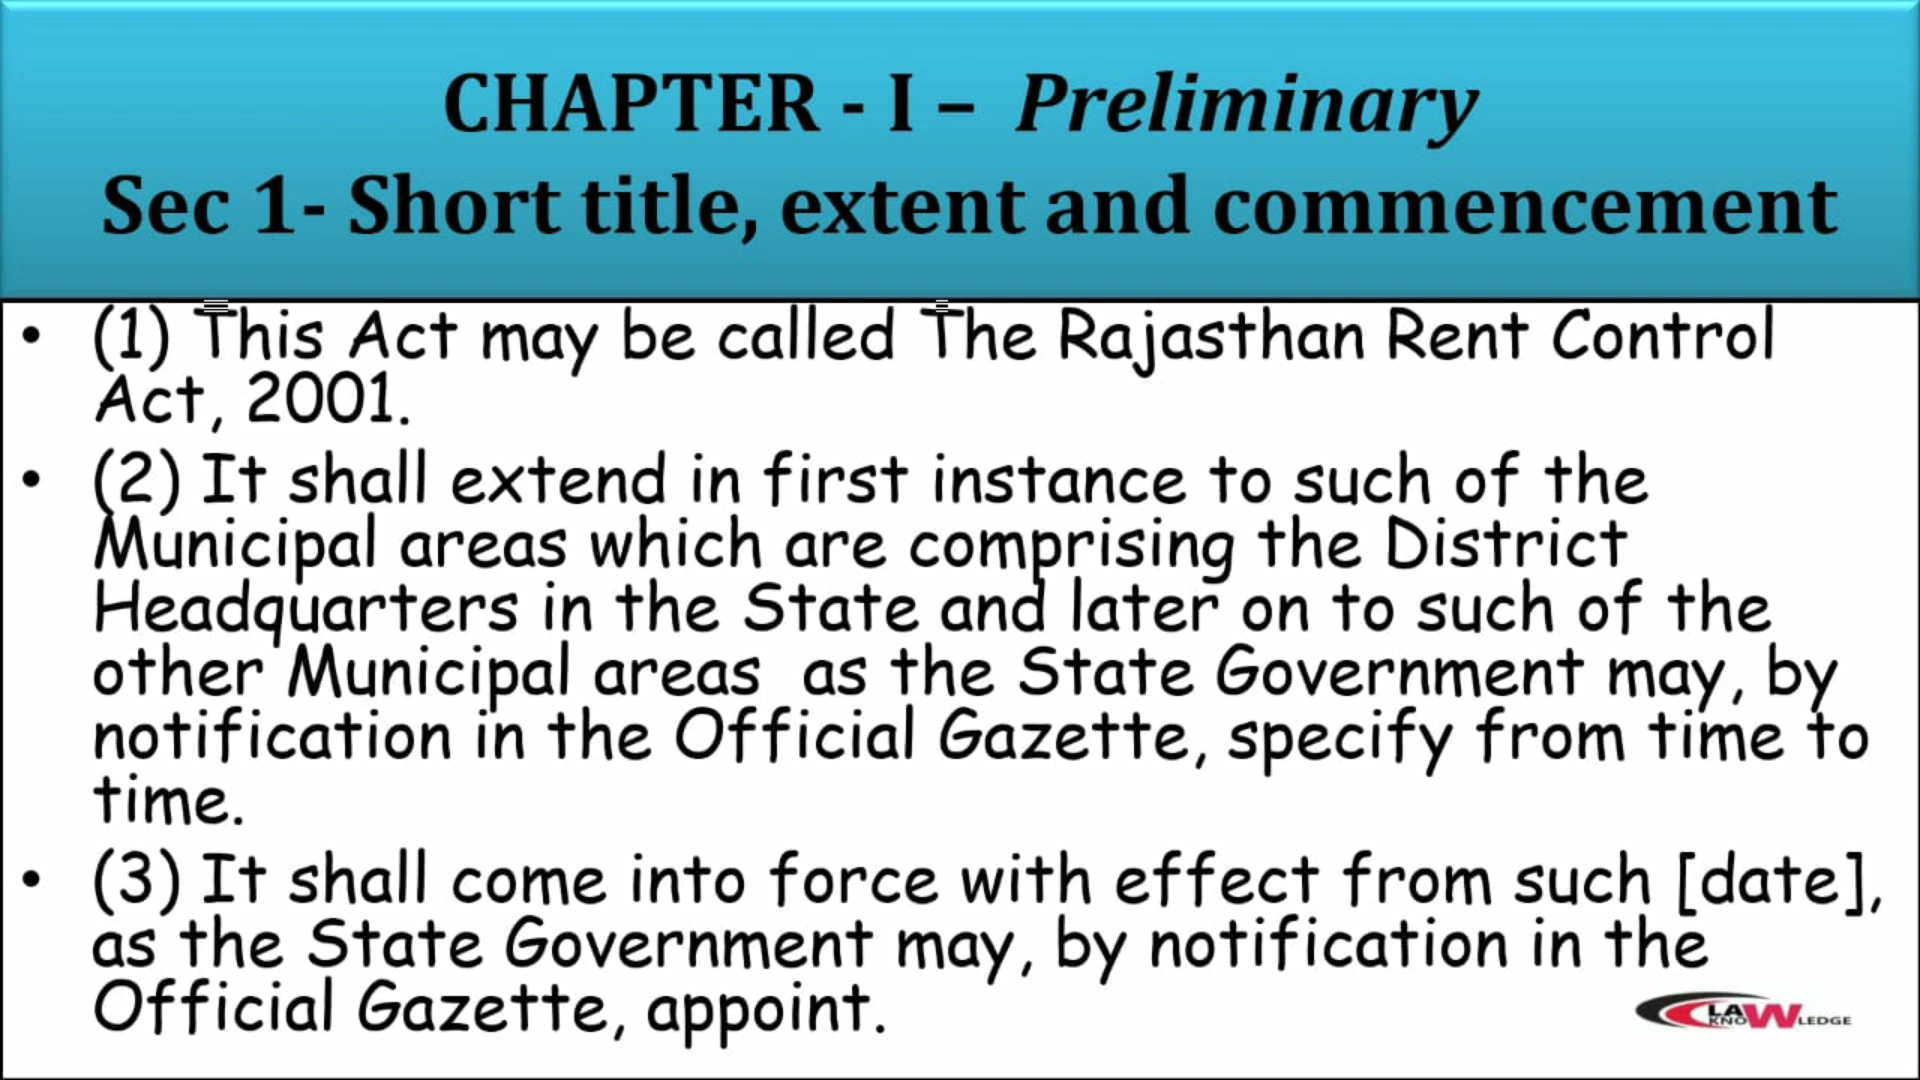 CHAPTER - I – Preliminary
Sec 1- Short title, extent and commencement
• (1) This Act may be called The Rajasthan Rent Control
Act, 2001.
• (2) It shall extend in first instance to such of the
Municipal areas which are comprising the District
Headquarters in the State and later on to such of the
other Municipal areas as the State Government may, by
notification in the Official Gazette, specify from time to
time.
• (3) It shall come into force with effect from such [date],
as the State Government may, by notification in the
Official Gazette, appoint.
LAW
KNOWLEDGE